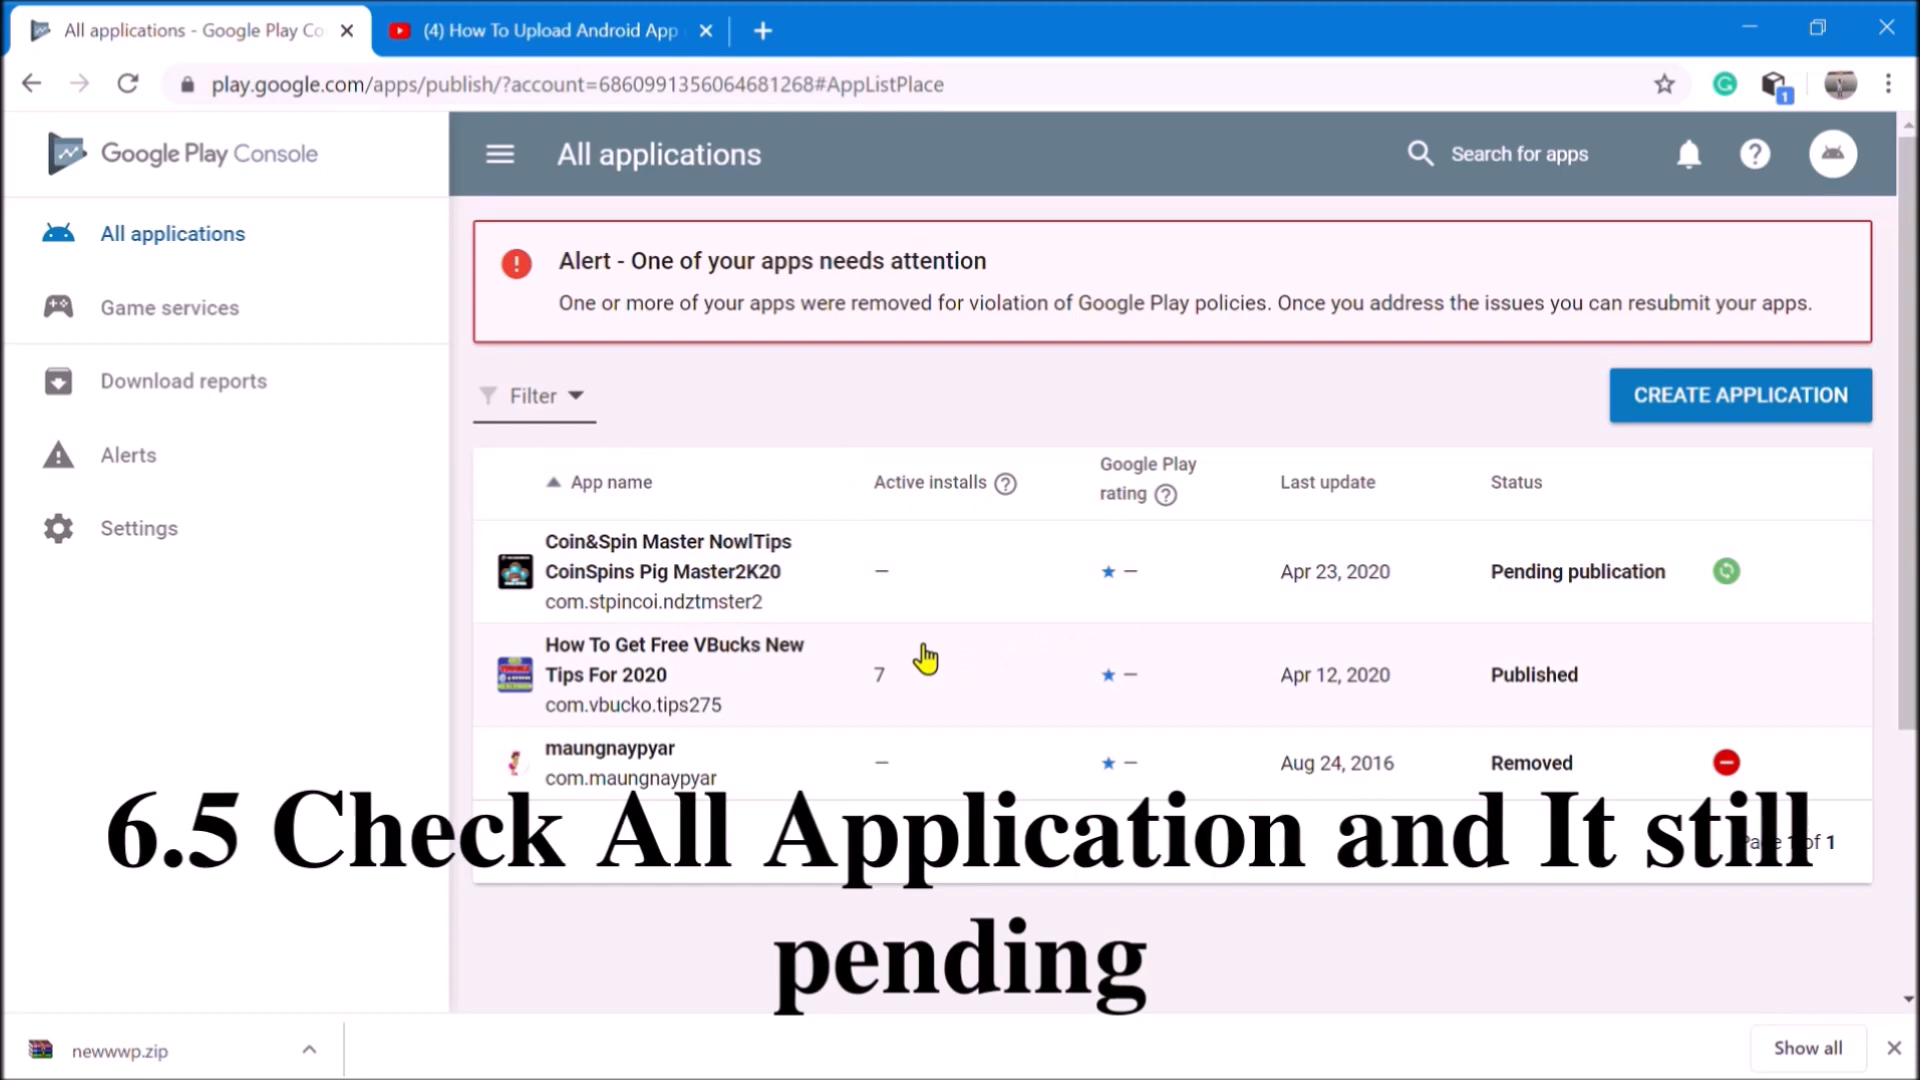 All applications - Google Play Co
(4) How To Upload Android App
play.google.com/apps/publish/?account=6860991356064681268#AppListPlace
1
Google Play Console
All applications
Search for apps
All applications
Game services
Download reports
Alerts
Settings
Alert - One of your apps needs attention
One or more of your apps were removed for violation of Google Play policies. Once you address the issues you can resubmit your apps.
Filter
CREATE APPLICATION
App name
Active installs
Google Play
rating
Last update
Status
Coin&Spin Master Now|Tips
CoinSpins Pig Master2K20
com.stpincoi.ndztmster2
—
—
Apr 23, 2020
Pending publication
How To Get Free VBucks New
Tips For 2020
com.vbucko.tips275
7
—
Apr 12, 2020
Published
maungnaypyar
com.maungnaypyar
—
—
Aug 24, 2016
Removed
Page 1 of 1
6.5 Check All Application and It still
pending
newwwp.zip
Show all